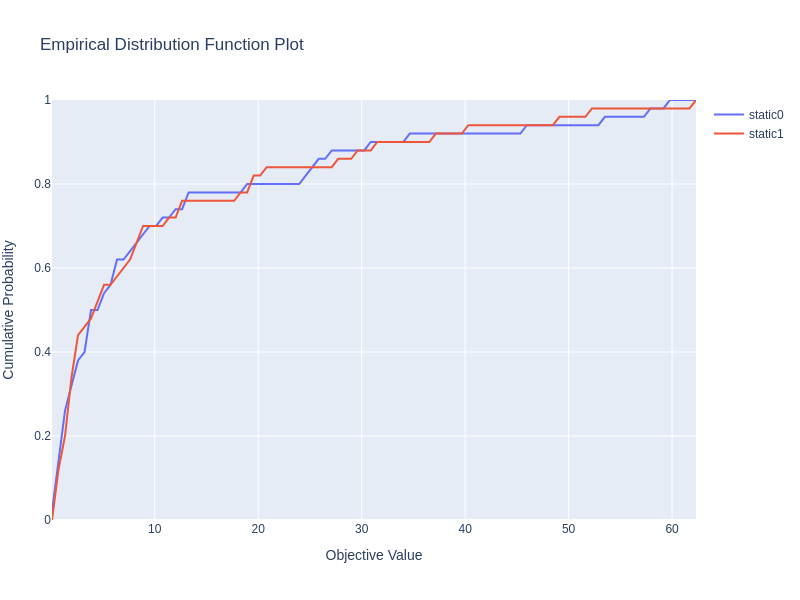 Empirical Distribution Function Plot
static0
static1
1
0.8
0.6
0.4
0.2
0
Cumulative Probability
10
20
30
40
50
60
Objective Value